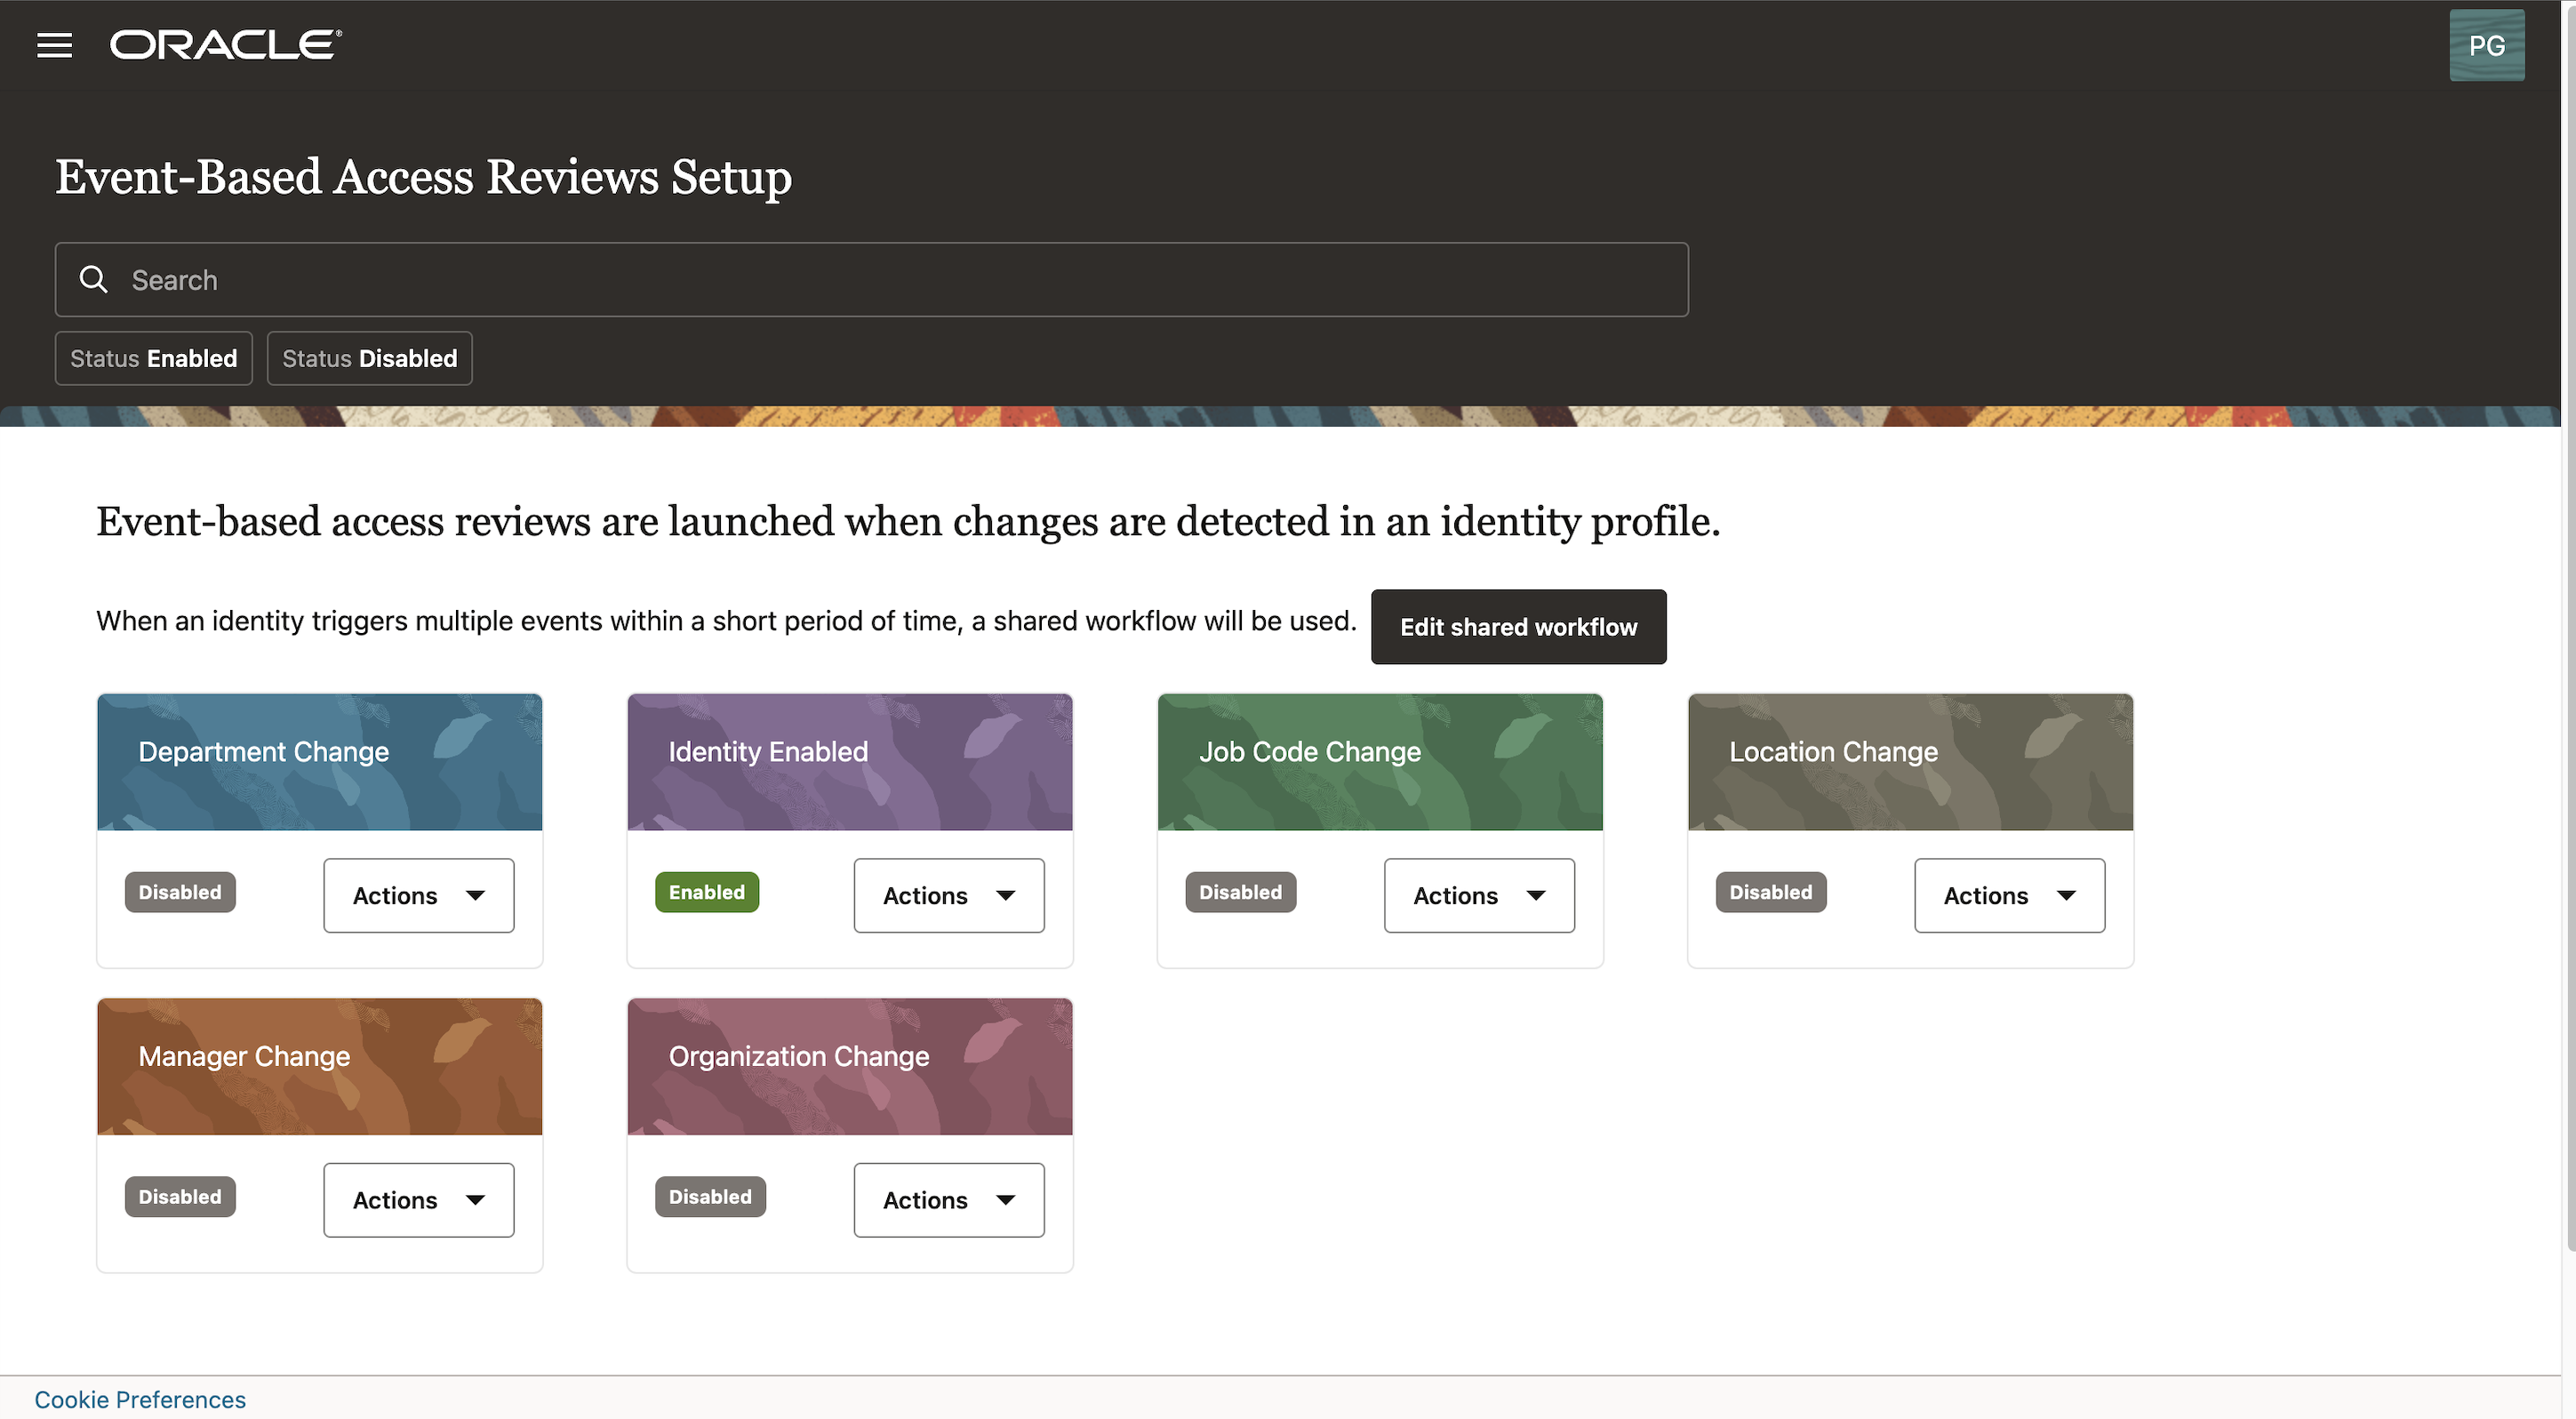 ORACLE
PG
Event-Based Access Reviews Setup
Search
Status Enabled
Status Disabled
Event-based access reviews are launched when changes are detected in an identity profile.
When an identity triggers multiple events within a short period of time, a shared workflow will be used.
Edit shared workflow
Department Change
Disabled
Actions
Identity Enabled
Enabled
Actions
Job Code Change
Disabled
Actions
Location Change
Disabled
Actions
Manager Change
Disabled
Actions
Organization Change
Disabled
Actions
Cookie Preferences